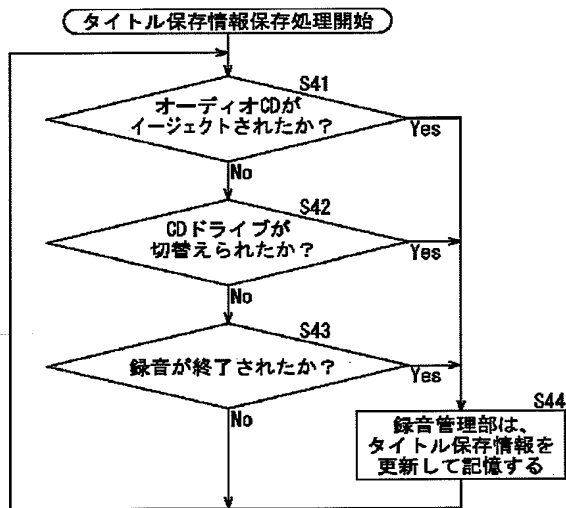 タイトル保存情報保存処理開始
S41
オーディオCDが
イージェクトされたか？
Yes
No
S42
CDドライブが
切替えられたか？
Yes
No
S43
録音が終了されたか？
Yes
No
S44
録音管理部は、
タイトル保存情報を
更新して記憶する